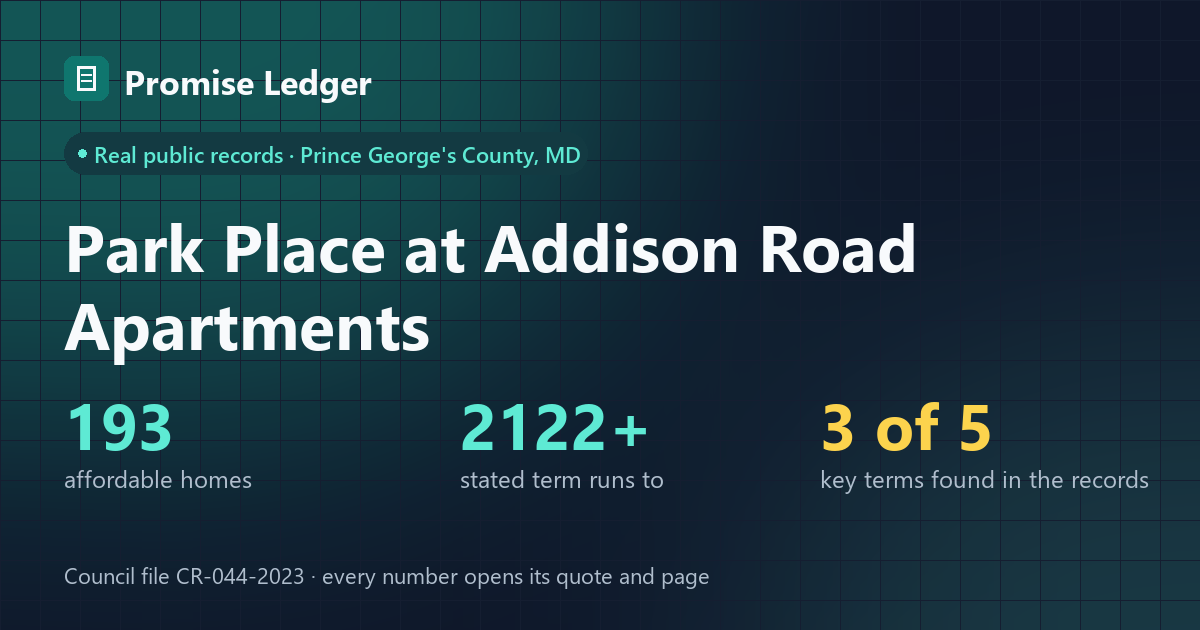 Promise Ledger
Real public records · Prince George's County, MD
Park Place at Addison Road
Apartments
193
affordable homes
2122+
stated term runs to
3 of 5
key terms found in the records
Council file CR-044-2023 · every number opens its quote and page